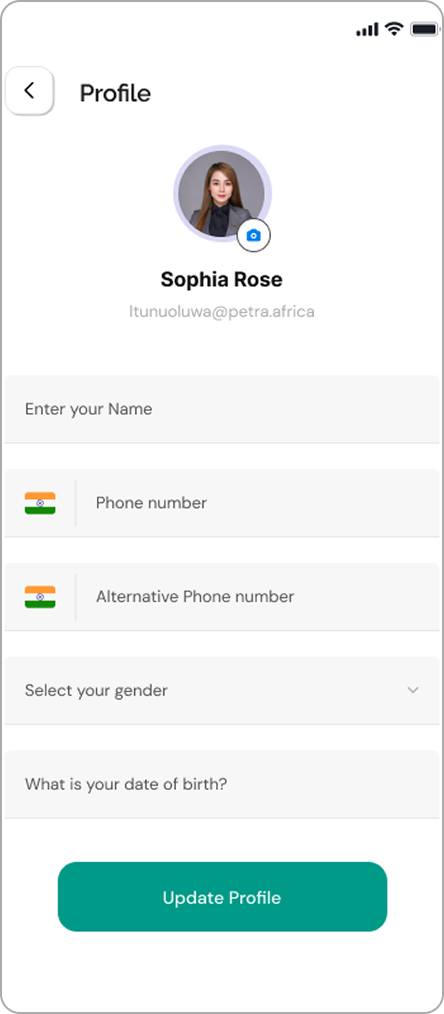 Profile
Sophia Rose
Itunuoluwa@petra.africa
Enter your Name
Phone number
Alternative Phone number
Select your gender
What is your date of birth?
Update Profile